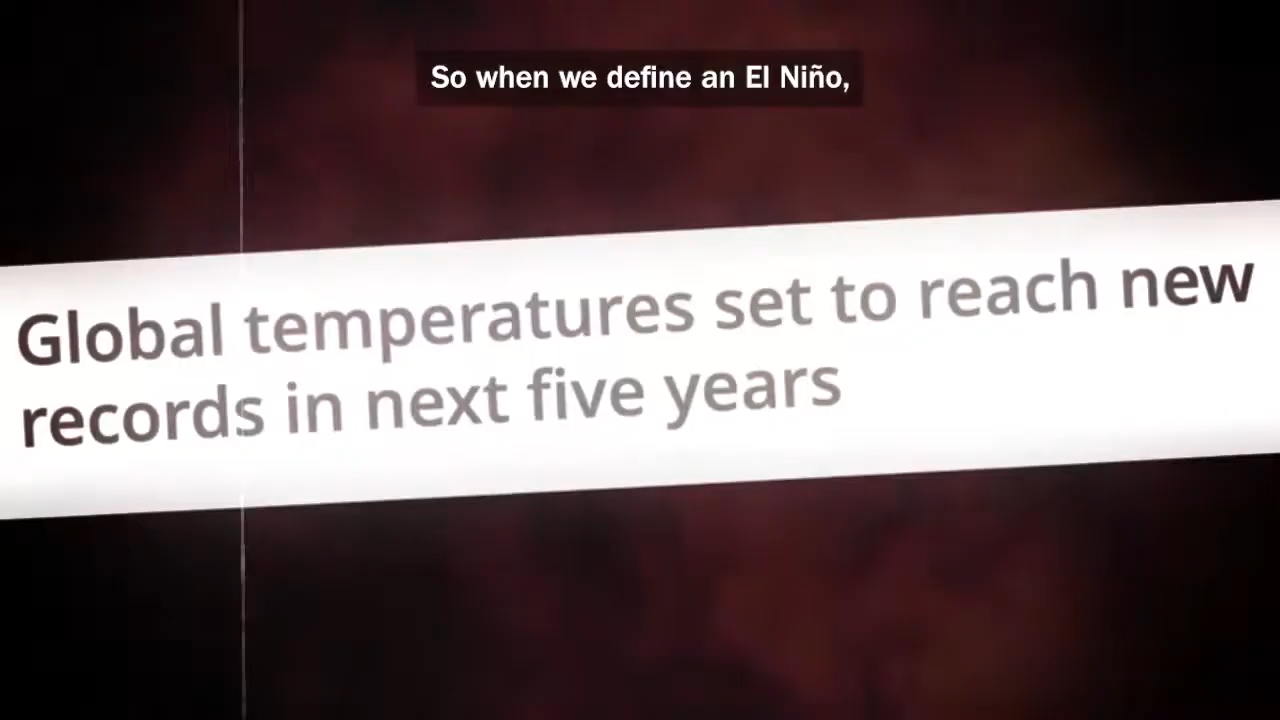 So when we define an El Niño,
Global temperatures set to reach new
records in next five years